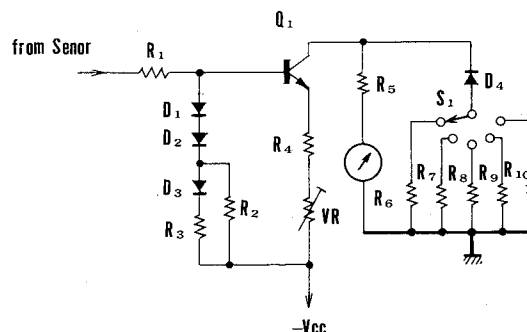 Q1
from Senor
R1
D1
D2
D3
R3
R2
R4
VR
R5
R6
D4
S1
R7
R8
R9
R10
-Vcc